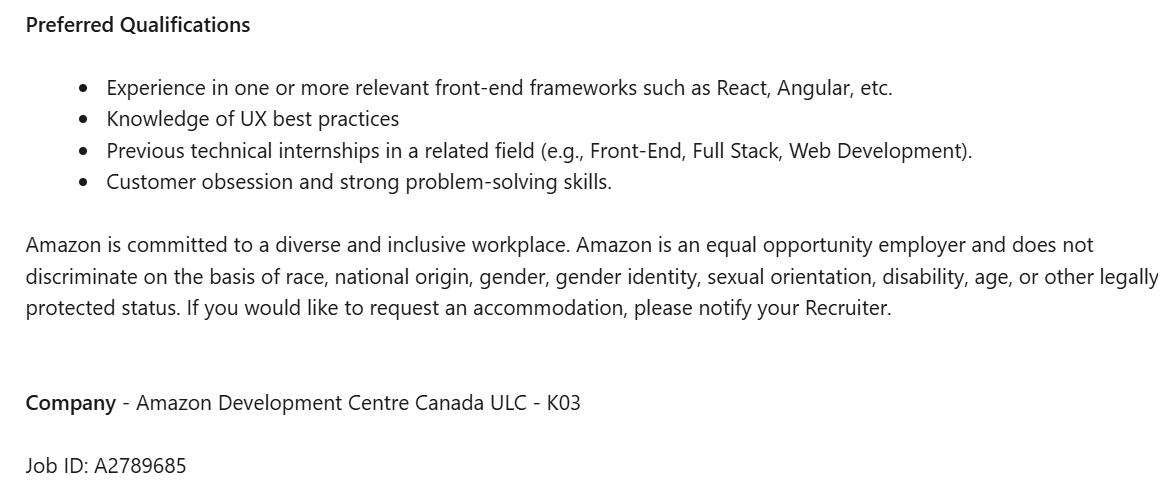 Preferred Qualifications
• Experience in one or more relevant front-end frameworks such as React, Angular, etc.
• Knowledge of UX best practices
• Previous technical internships in a related field (e.g., Front-End, Full Stack, Web Development).
• Customer obsession and strong problem-solving skills.
Amazon is committed to a diverse and inclusive workplace. Amazon is an equal opportunity employer and does not
discriminate on the basis of race, national origin, gender, gender identity, sexual orientation, disability, age, or other legally
protected status. If you would like to request an accommodation, please notify your Recruiter.
Company - Amazon Development Centre Canada ULC - K03
Job ID: A2789685